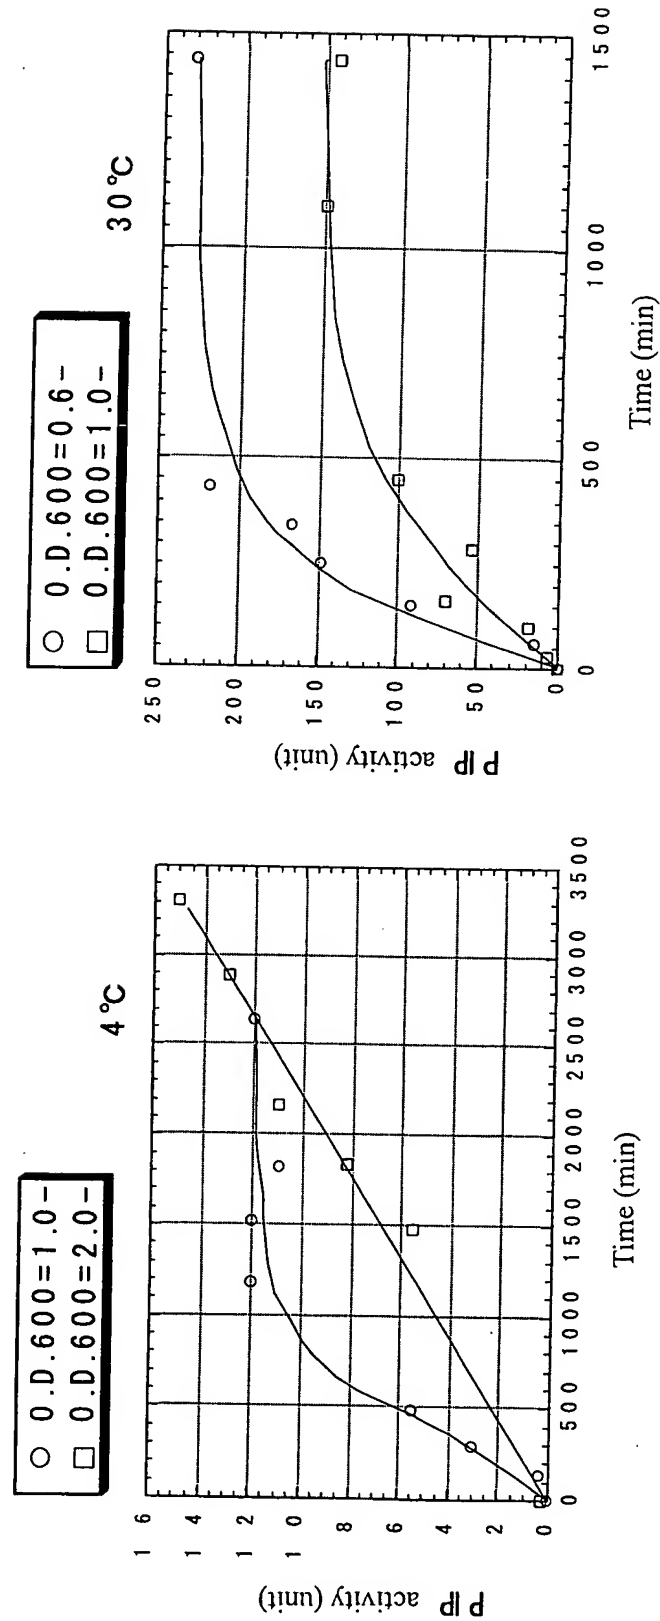 ○ O.D.600=1.0-
□ O.D.600=2.0-
4℃
PIP activity (unit)
16
14
12
10
8
6
4
2
0
0 500 1000 1500 2000 2500 3000 3500
Time (min)
○ O.D.600=0.6-
□ O.D.600=1.0-
30℃
PIP activity (unit)
250
200
150
100
50
0
0 500 1000 1500
Time (min)